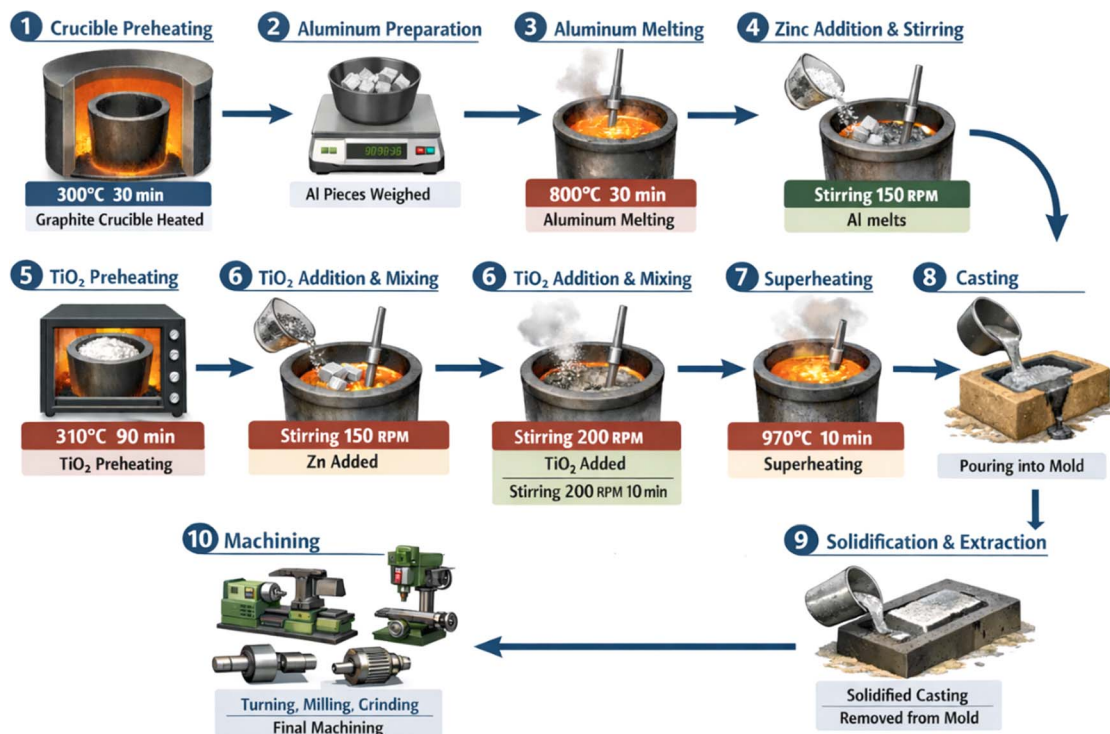 1 Crucible Preheating
300°C 30 min
Graphite Crucible Heated
2 Aluminum Preparation
Al Pieces Weighed
3 Aluminum Melting
800°C 30 min
Aluminum Melting
4 Zinc Addition & Stirring
Stirring 150 RPM
Al melts
5 TiO₂ Preheating
310°C 90 min
TiO₂ Preheating
6 TiO₂ Addition & Mixing
Stirring 150 RPM
Zn Added
6 TiO₂ Addition & Mixing
Stirring 200 RPM
TiO₂ Added
Stirring 200 RPM 10 min
7 Superheating
970°C 10 min
Superheating
8 Casting
Pouring into Mold
9 Solidification & Extraction
Solidified Casting
Removed from Mold
10 Machining
Turning, Milling, Grinding
Final Machining